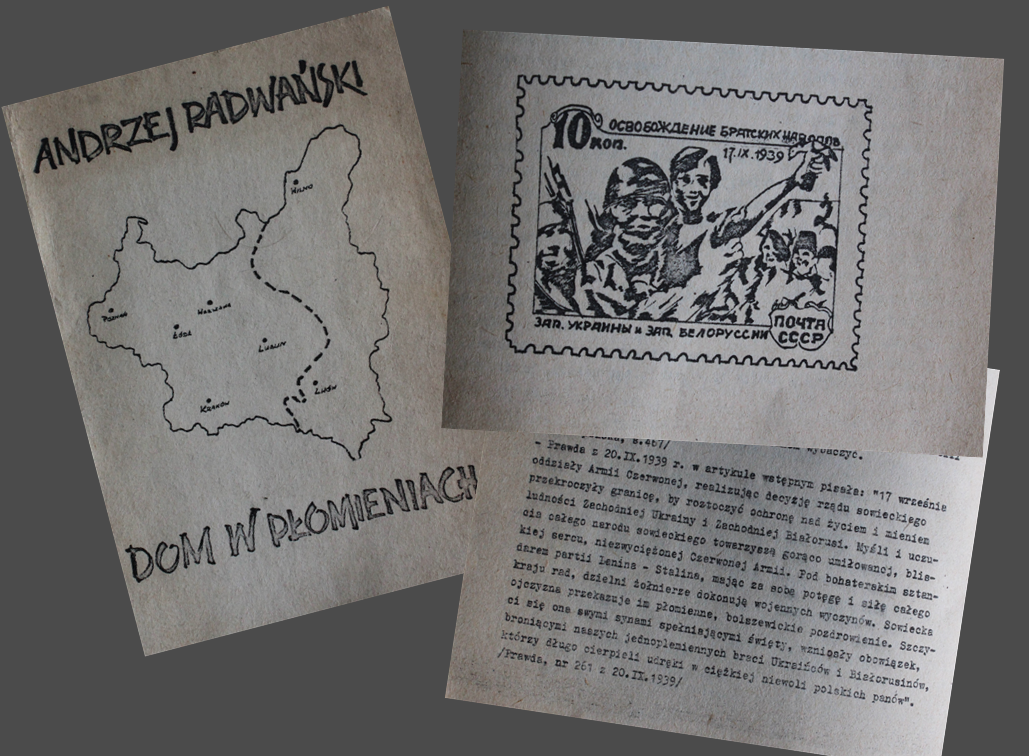 ANDRZEJ RADWAŃSKI
WILNO
POZNAŃ
WARSZAWA
ŁÓDŹ
LUBLIN
LWÓW
KRAKÓW
DOM W PŁOMIENIACH
10 КОП.
ОСВОБОЖДЕНИЕ БРАТСКИХ НАРОДОВ
17.IX.1939
ЗАП. УКРАИНЫ и ЗАП. БЕЛОРУССИИ
ПОЧТА
СССР
s.467/ wybaczyć.
- Prawda z 20.IX.1939 r. w artykule wstępnym pisała: "17 września
oddziały Armii Czerwonej, realizując decyzję rządu sowieckiego
przekroczyły granicę, by roztoczyć ochronę nad życiem i mieniem
ludności Zachodniej Ukrainy i Zachodniej Białorusi. Myśli i uczu-
cia całego narodu sowieckiego towarzyszą gorąco umiłowanej, blis-
kiej sercu, niezwyciężonej Czerwonej Armii. Pod bohaterskim sztan-
darem partii Lenina - Stalina, mając za sobą potęgę i siłę całego
kraju rad, dzielni żołnierze dokonują wojennych wyczynów. Sowiecka
ojczyzna przekazuje im płomienne, bolszewickie pozdrowienie. Szczy-
ci się ona swymi synami spełniającymi święty, wzniosły obowiązek,
broniącymi naszych jednoplemiennych braci Ukraińców i Białorusinów,
którzy długo cierpieli udręki w ciężkiej niewoli polskich panów".
/Prawda, nr 261 z 20.IX.1939/